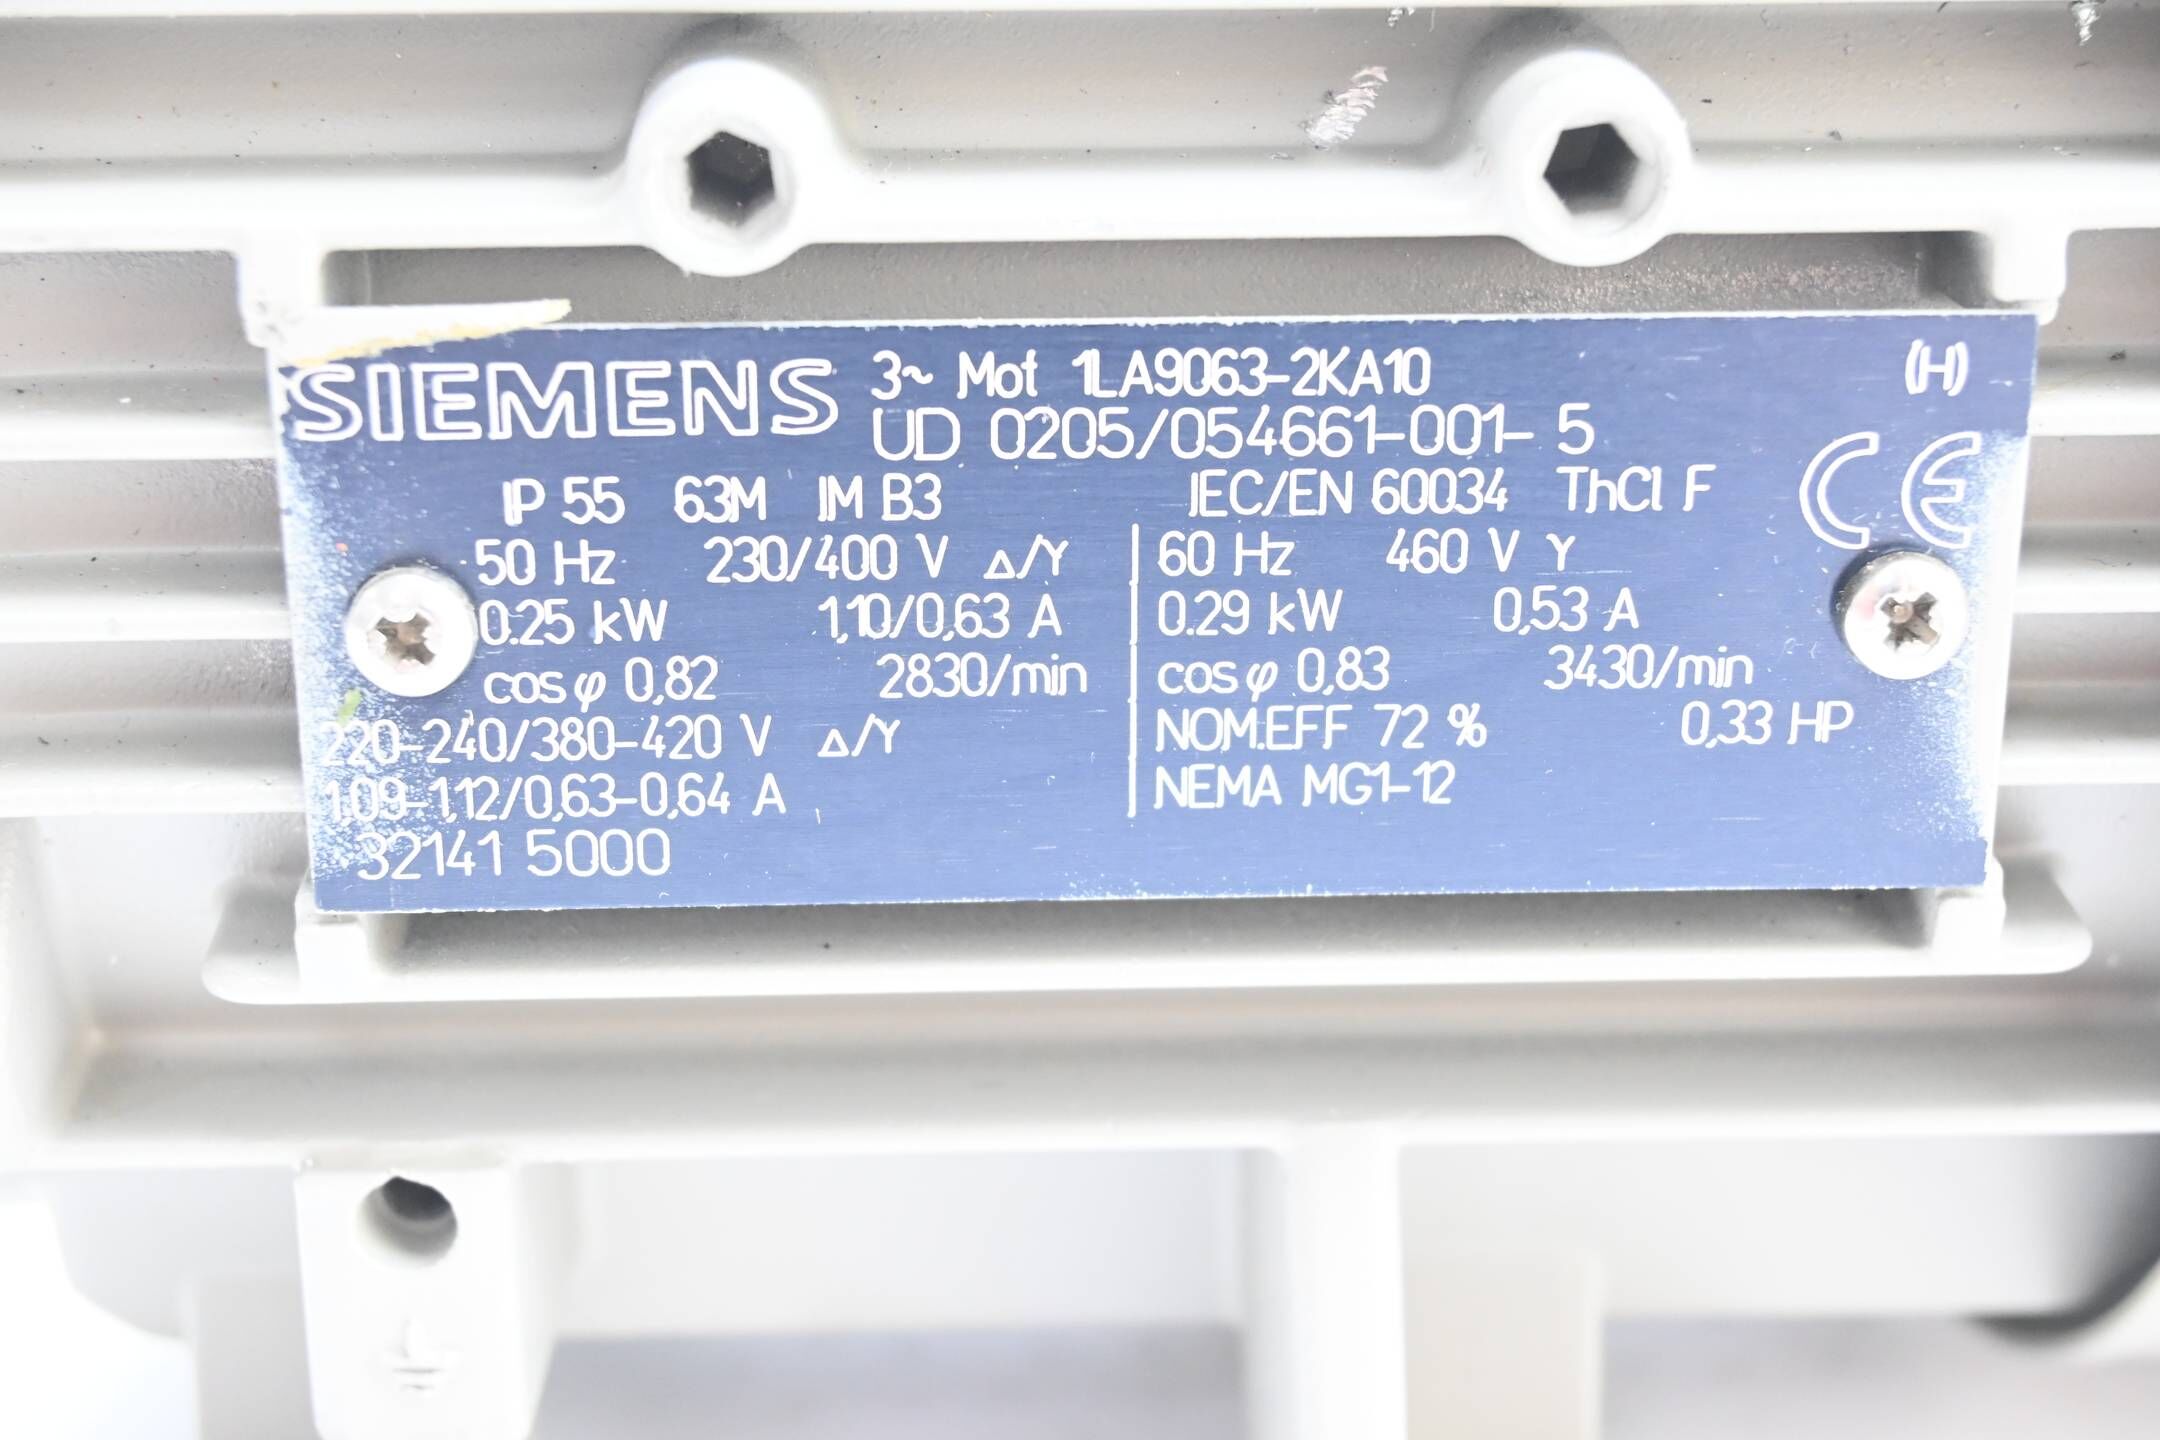 SIEMENS 3~ Mot 1LA9063-2KA10 (H)
UD 0205/054661-001-5
IP 55 63M IM B3 IEC/EN 60034 ThCl F CE
50 Hz 230/400 V △/Y 60 Hz 460 V Y
0.25 kW 1,10/0,63 A 0.29 kW 0,53 A
cos φ 0,82 2830/min cos φ 0,83 3430/min
220-240/380-420 V △/Y NOM.EFF 72 % 0,33 HP
1,09-1,12/0,63-0,64 A NEMA MG1-12
32141 5000